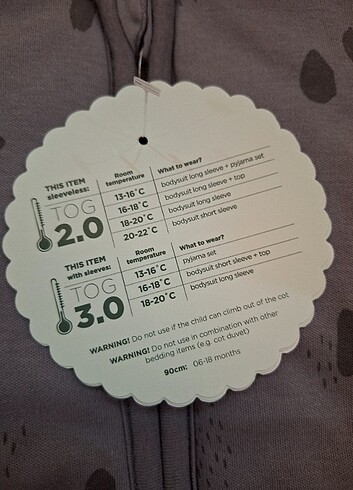 THIS ITEM
sleeveless:
TOG
2.0
Room
temperature
What to wear?
13-16°C bodysuit long sleeve + pyjama set
16-18°C bodysuit long sleeve + top
18-20°C bodysuit long sleeve
20-22°C bodysuit short sleeve
THIS ITEM
with sleeves:
TOG
3.0
Room
temperature
What to wear?
13-16°C pyjama set
16-18°C bodysuit short sleeve + top
18-20°C bodysuit long sleeve
WARNING! Do not use if the child can climb out of the cot
WARNING! Do not use in combination with other
bedding items (e.g. cot duvet)
90cm: 06-18 months